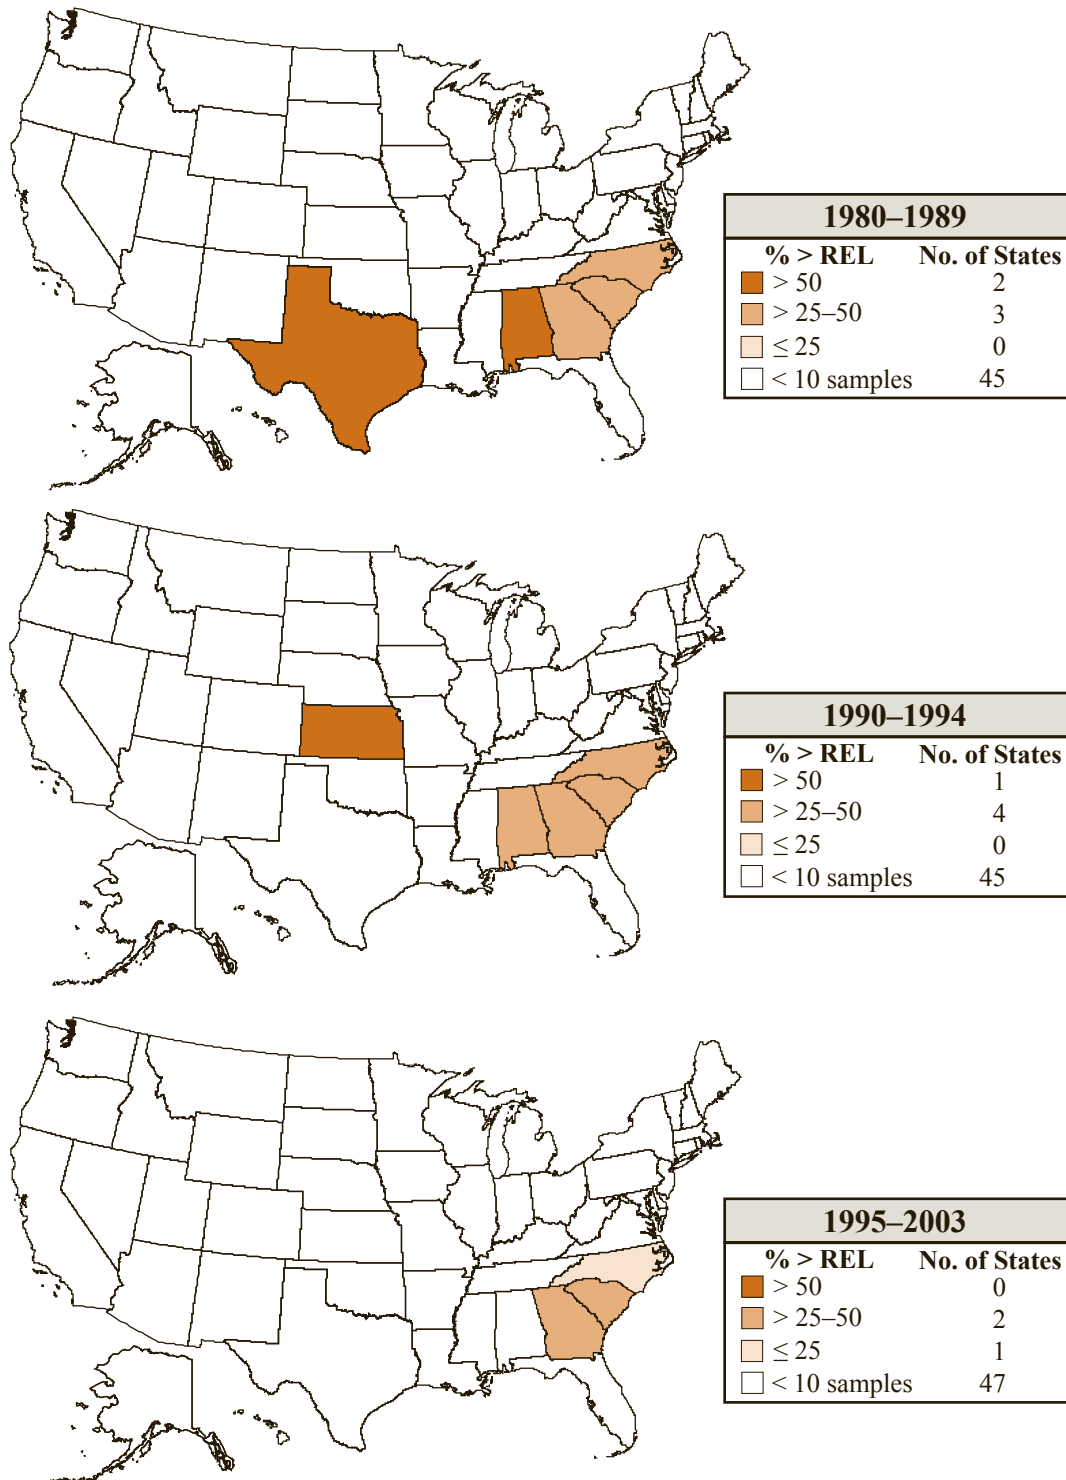 1980–1989
% > REL No. of States
> 50 2
> 25–50 3
≤ 25 0
< 10 samples 45
1990–1994
% > REL No. of States
> 50 1
> 25–50 4
≤ 25 0
< 10 samples 45
1995–2003
% > REL No. of States
> 50 0
> 25–50 2
≤ 25 1
< 10 samples 47